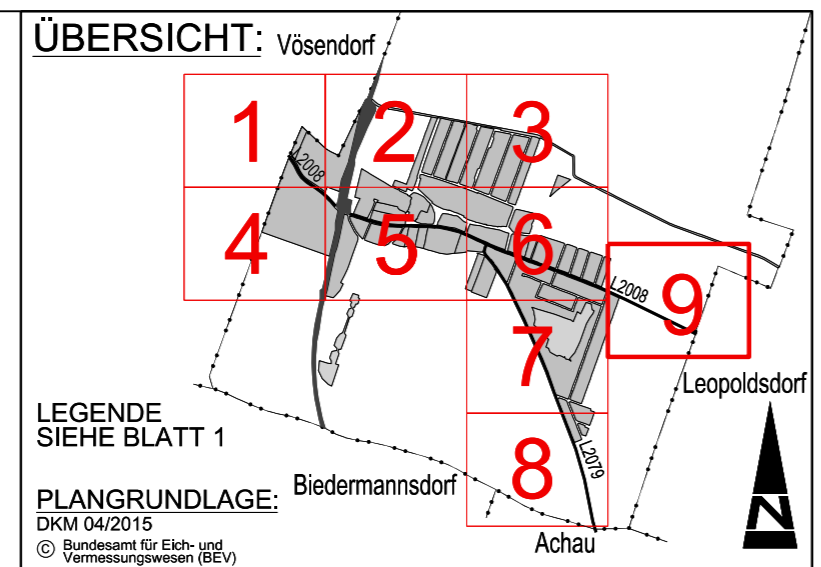 ÜBERSICHT:
Vösendorf
1
2
3
L2008
4
5
6
L2008
9
7
Leopoldsdorf
LEGENDE
SIEHE BLATT 1
8
L2079
Biedermannsdorf
PLANGRUNDLAGE:
DKM 04/2015
© Bundesamt für Eich- und
Vermessungswesen (BEV)
Achau
N